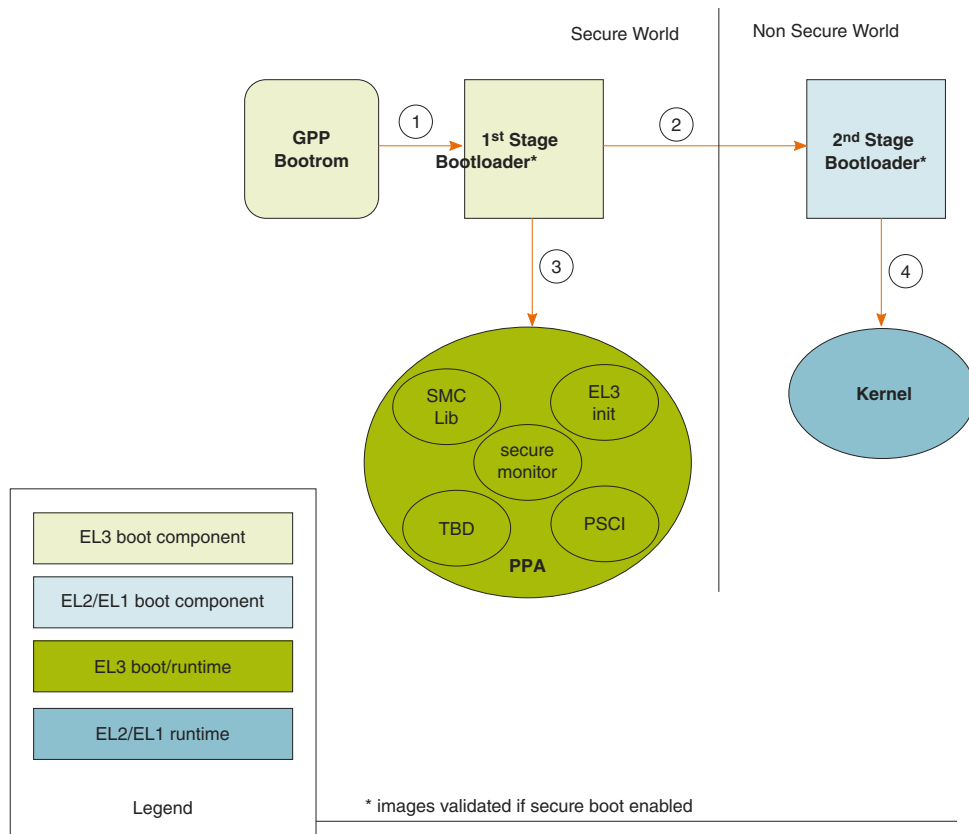 Secure World
Non Secure World
GPP
Bootrom
1
1st Stage
Bootloader*
2
2nd Stage
Bootloader*
3
4
SMC
Lib
EL3
init
secure
monitor
TBD
PSCI
PPA
Kernel
EL3 boot component
EL2/EL1 boot component
EL3 boot/runtime
EL2/EL1 runtime
Legend
* images validated if secure boot enabled